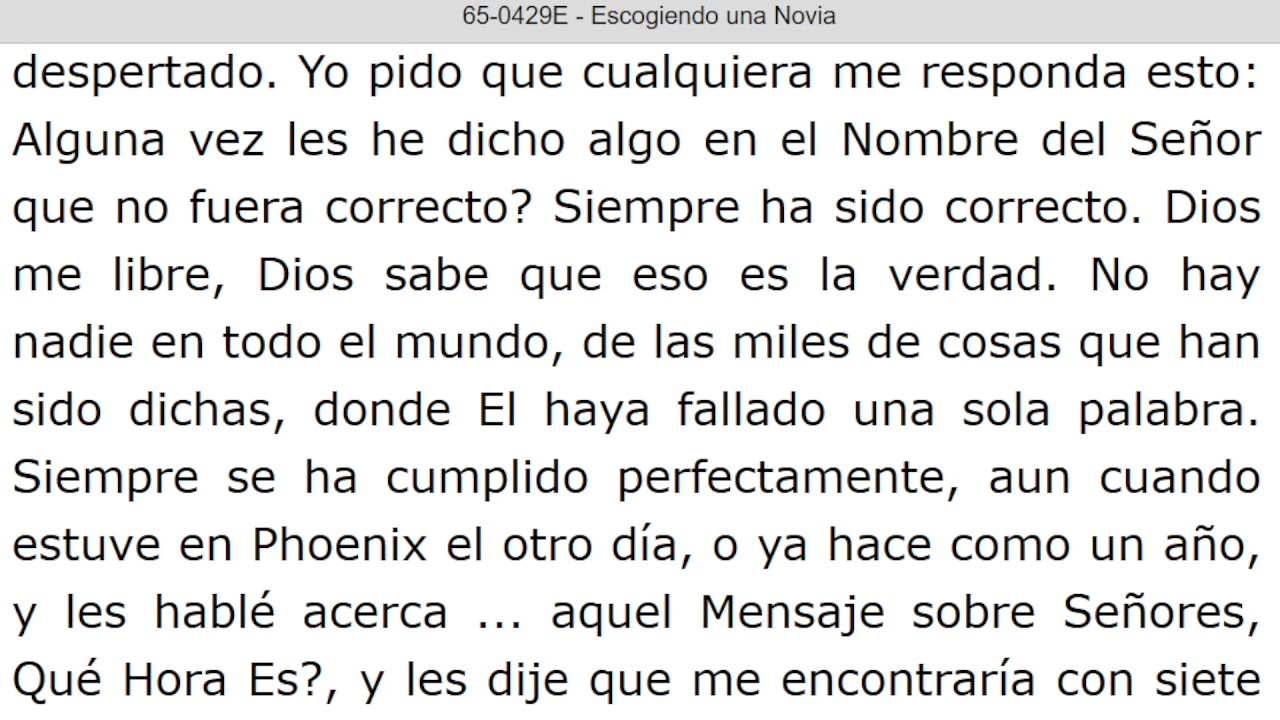 65-0429E - Escogiendo una Novia
despertado. Yo pido que cualquiera me responda esto:
Alguna vez les he dicho algo en el Nombre del Señor
que no fuera correcto? Siempre ha sido correcto. Dios
me libre, Dios sabe que eso es la verdad. No hay
nadie en todo el mundo, de las miles de cosas que han
sido dichas, donde El haya fallado una sola palabra.
Siempre se ha cumplido perfectamente, aun cuando
estuve en Phoenix el otro día, o ya hace como un año,
y les hablé acerca ... aquel Mensaje sobre Señores,
Qué Hora Es?, y les dije que me encontraría con siete